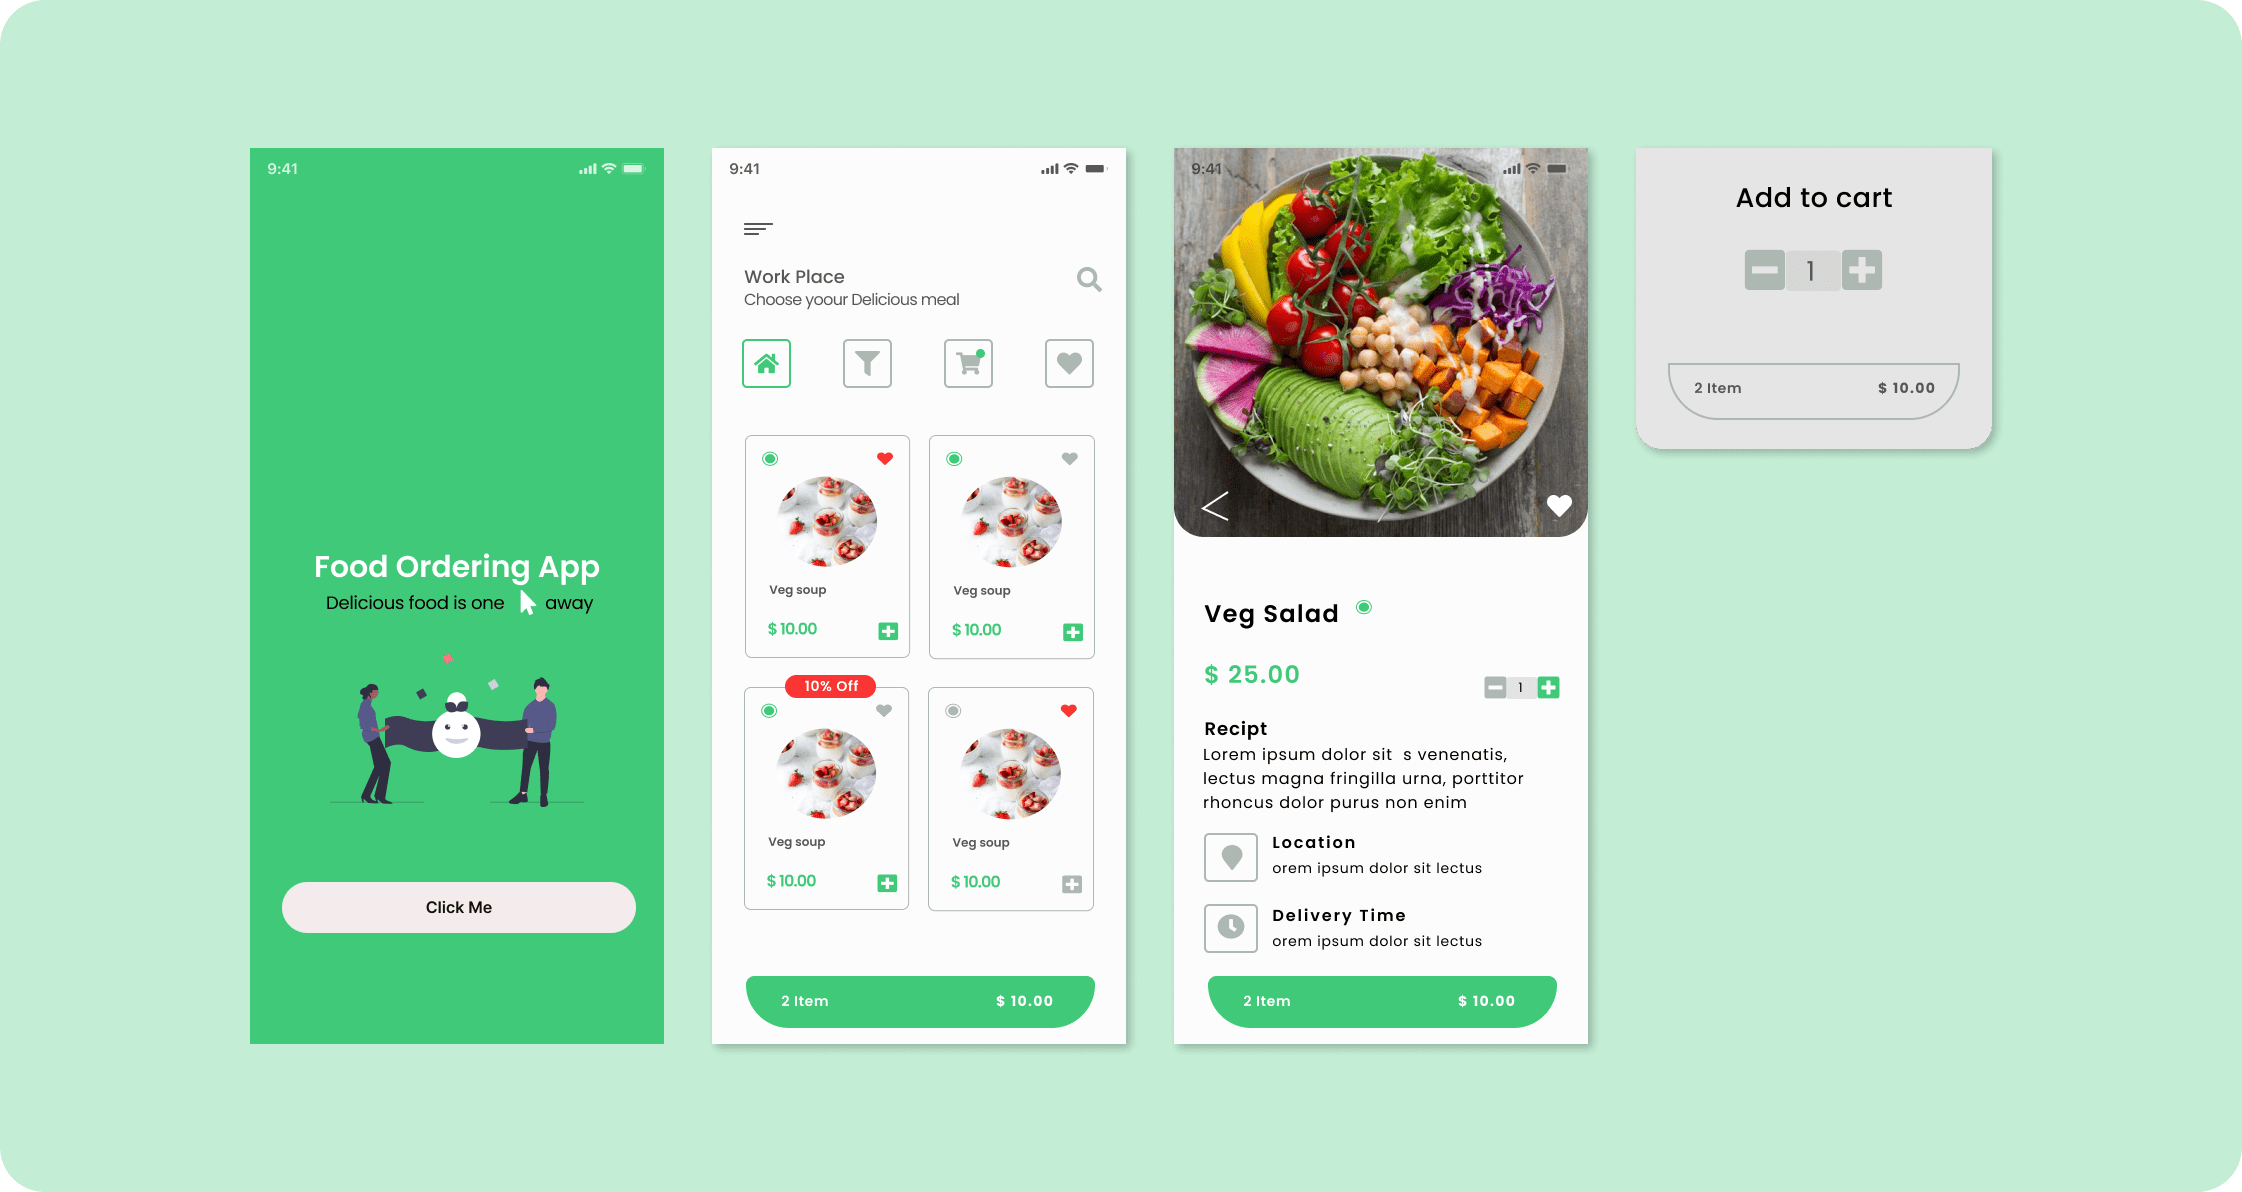 9:41
Food Ordering App
Delicious food is one away
Click Me
9:41
Work Place
Choose yoour Delicious meal
Veg soup
$ 10.00
Veg soup
$ 10.00
10% Off
Veg soup
$ 10.00
Veg soup
$ 10.00
2 Item $ 10.00
9:41
Veg Salad
$ 25.00
1
Recipt
Lorem ipsum dolor sit s venenatis,
lectus magna fringilla urna, porttitor
rhoncus dolor purus non enim
Location
orem ipsum dolor sit lectus
Delivery Time
orem ipsum dolor sit lectus
2 Item $ 10.00
Add to cart
1
2 Item $ 10.00